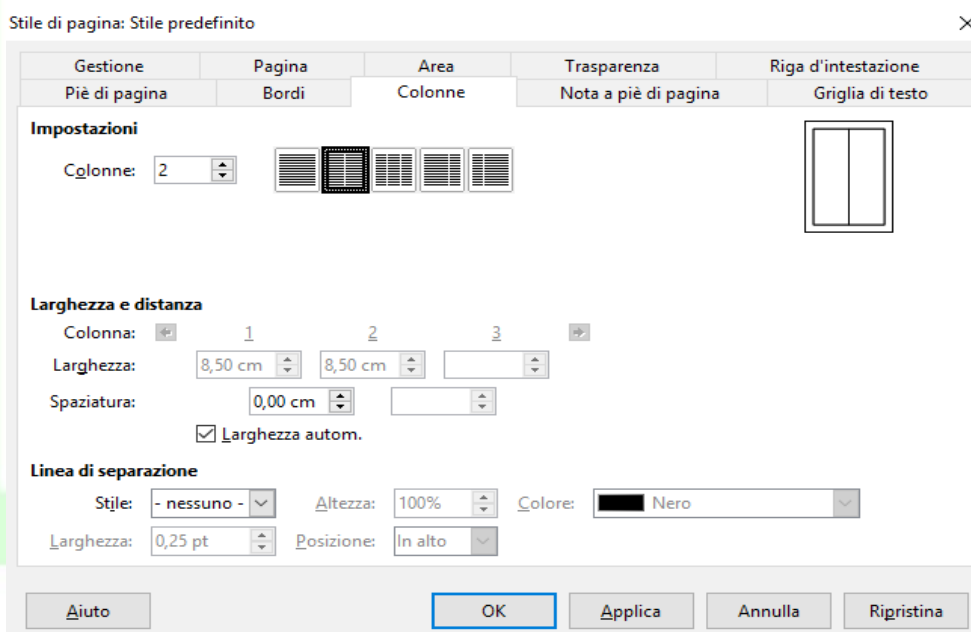 Stile di pagina: Stile predefinito
Gestione Pagina Area Trasparenza Riga d'intestazione
Piè di pagina Bordi Colonne Nota a piè di pagina Griglia di testo
Impostazioni
Colonne: 2
Larghezza e distanza
Colonna: 1 2 3
Larghezza: 8,50 cm 8,50 cm
Spaziatura: 0,00 cm
Larghezza autom.
Linea di separazione
Stile: - nessuno - Altezza: 100% Colore: Nero
Larghezza: 0,25 pt Posizione: In alto
Aiuto OK Applica Annulla Ripristina